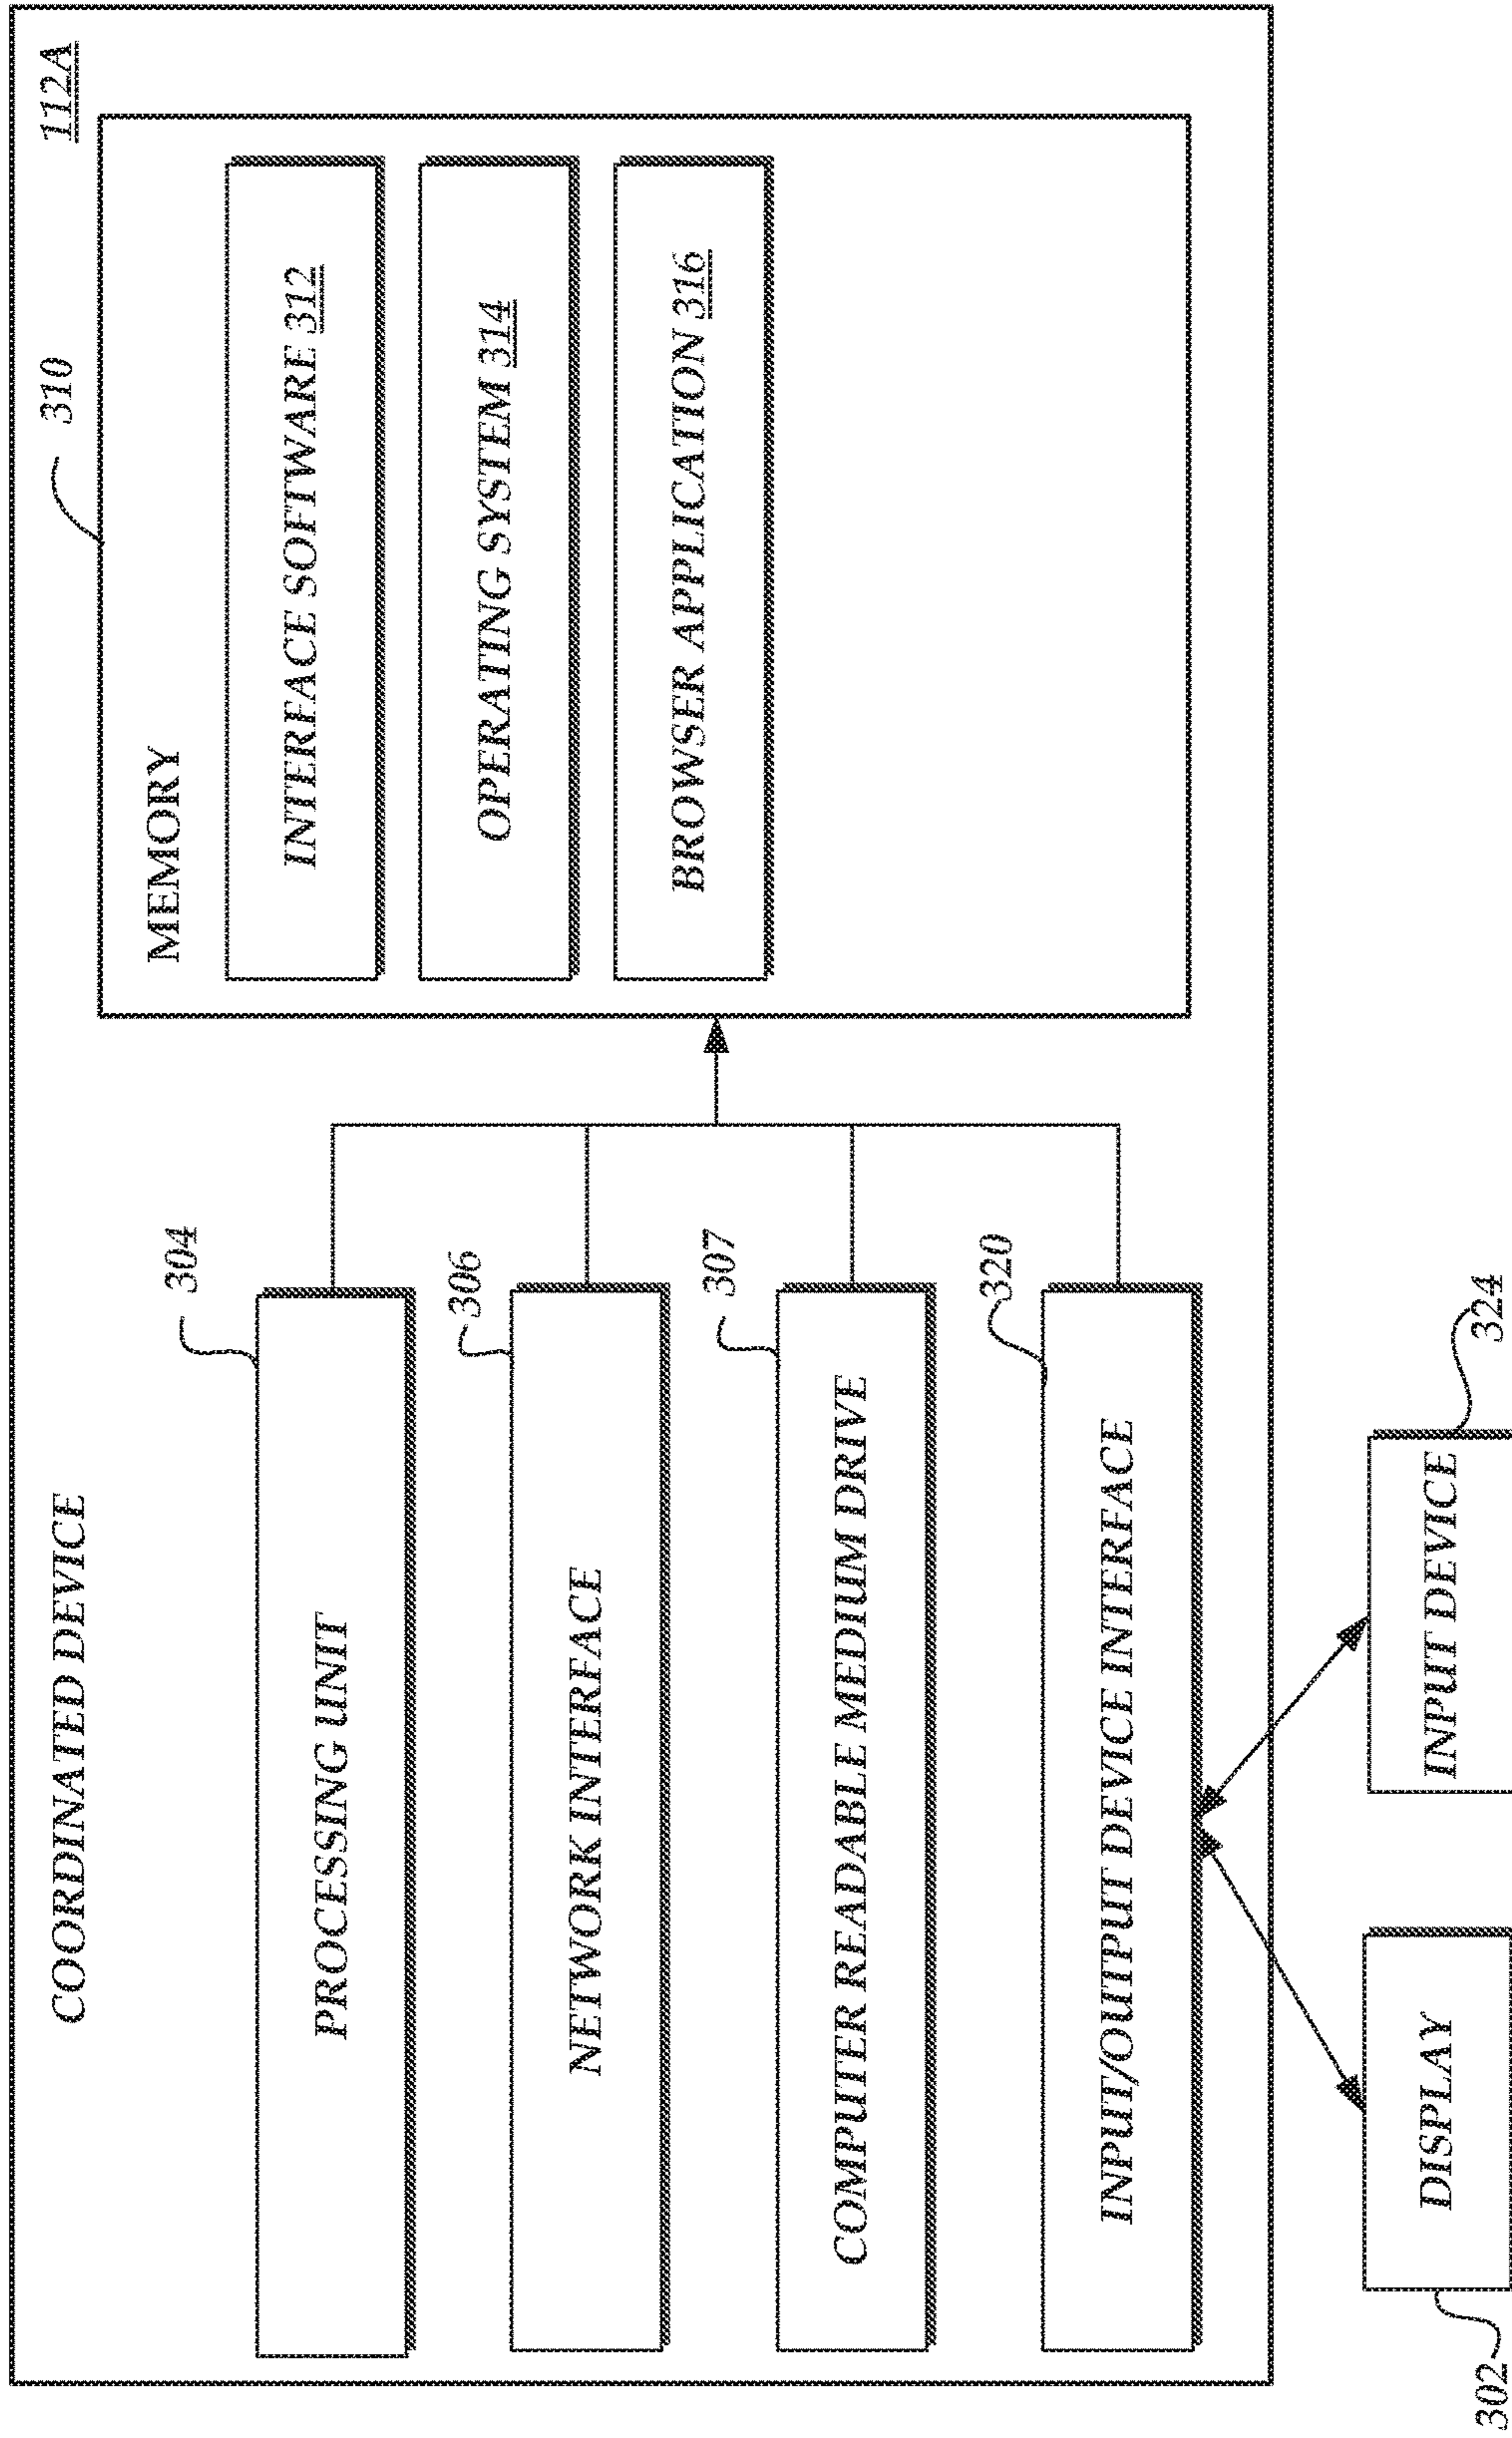 COORDINATED DEVICE
112A
310
MEMORY
INTERFACE SOFTWARE 312
OPERATING SYSTEM 314
BROWSER APPLICATION 316
304
PROCESSING UNIT
306
NETWORK INTERFACE
307
COMPUTER READABLE MEDIUM DRIVE
320
INPUT/OUTPUT DEVICE INTERFACE
302
DISPLAY
INPUT DEVICE
324